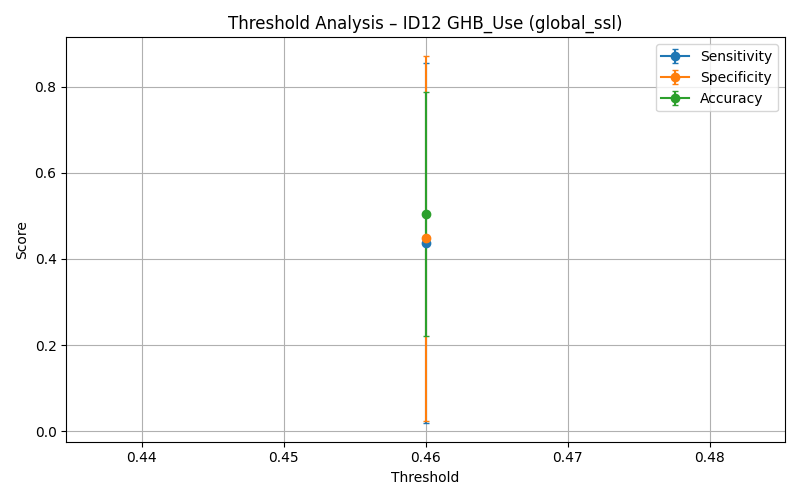 Threshold Analysis – ID12 GHB_Use (global_ssl)
Sensitivity
Specificity
Accuracy
Score
0.8
0.6
0.4
0.2
0.0
0.44
0.45
0.46
0.47
0.48
Threshold